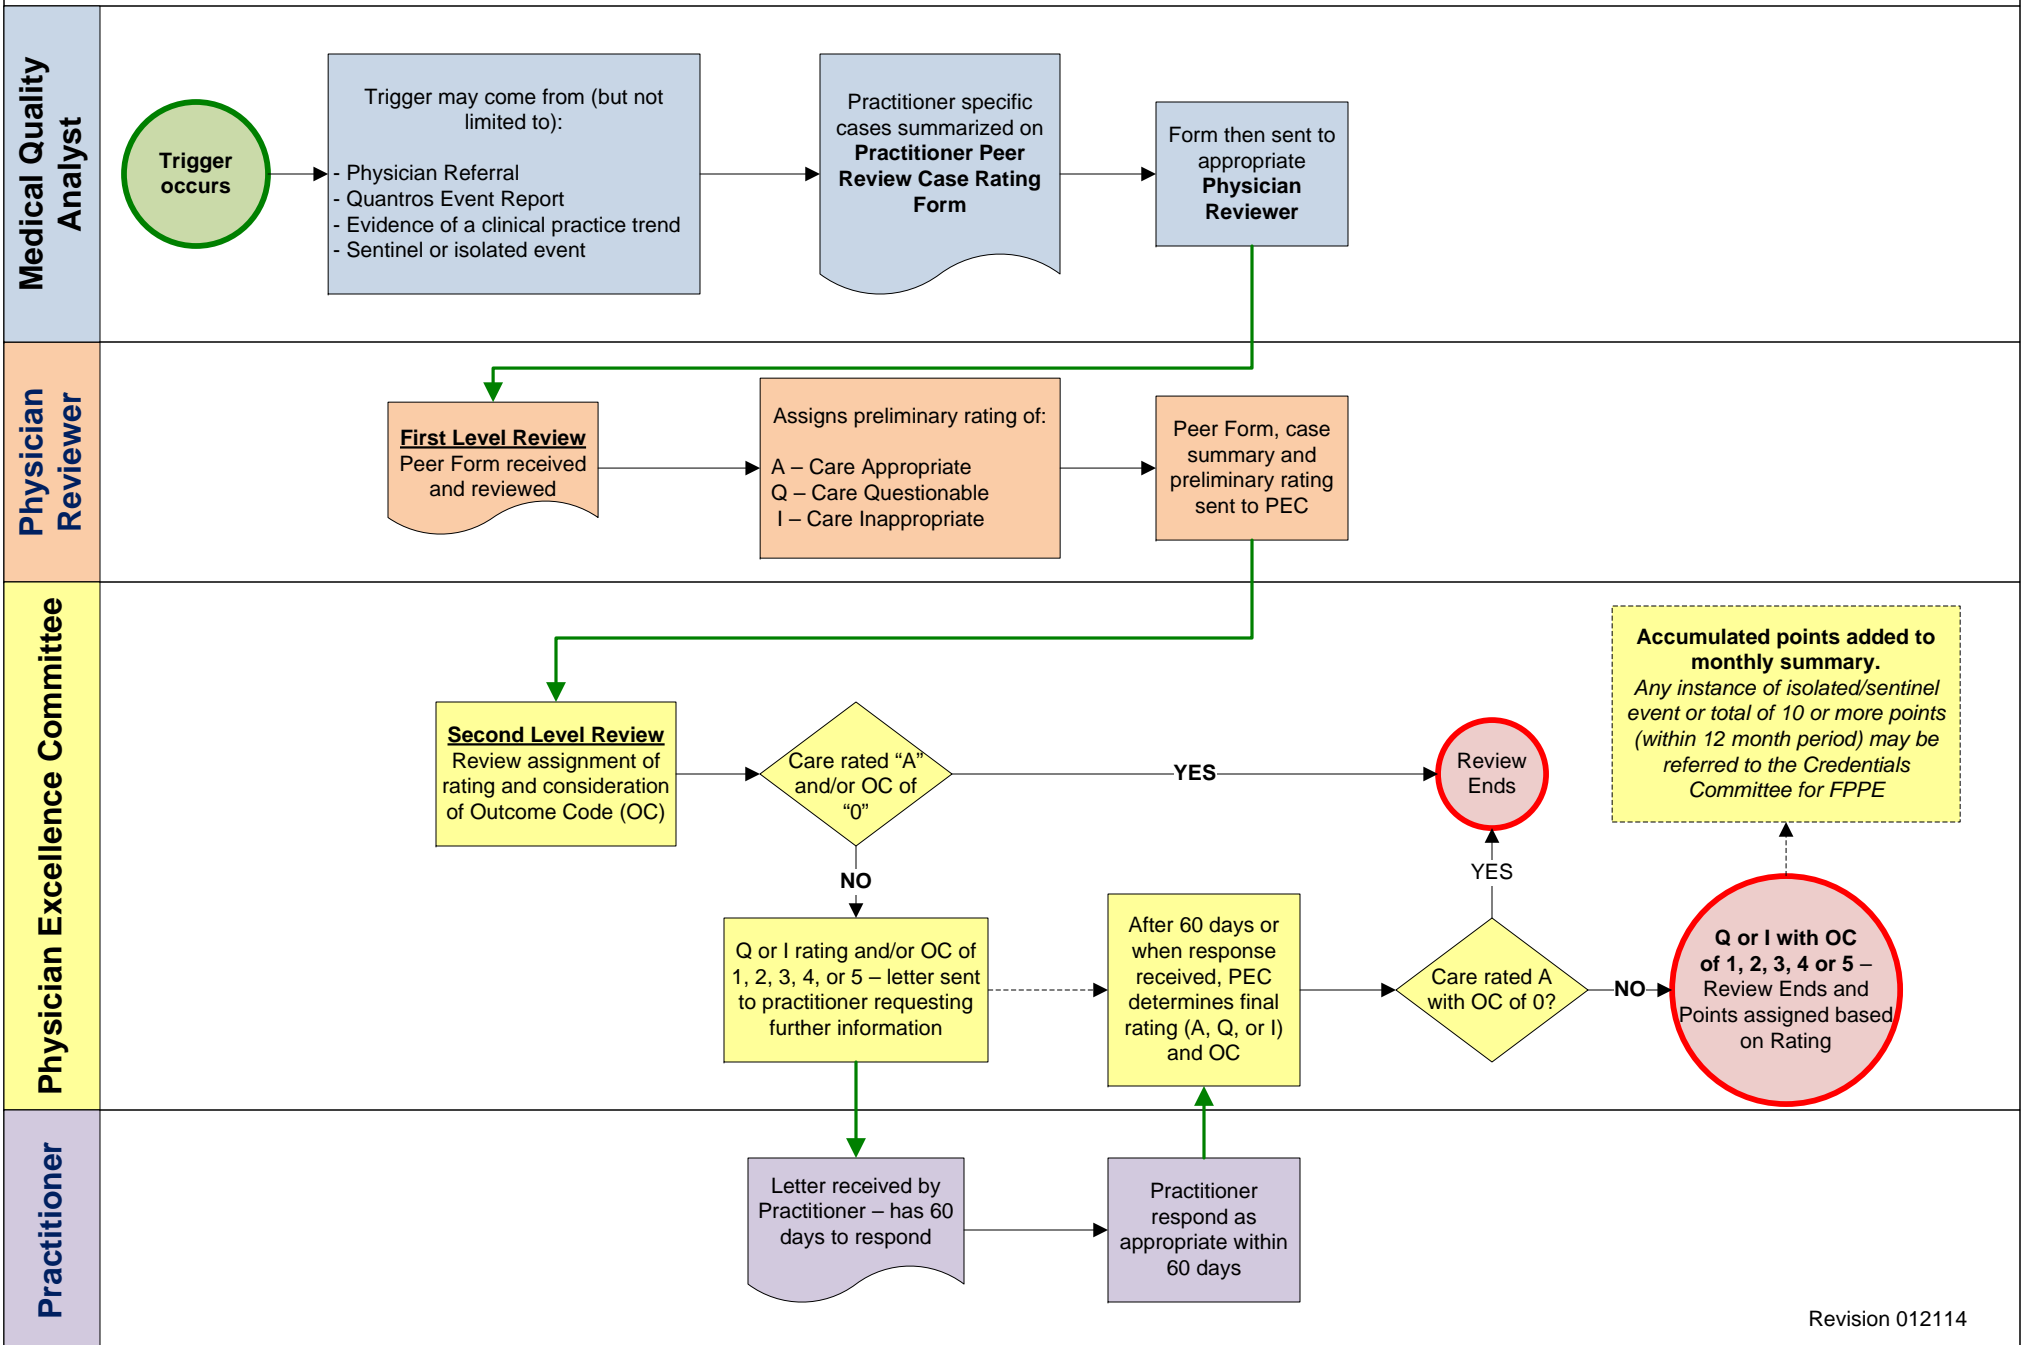 Medical Quality
Analyst
Trigger
occurs
Trigger may come from (but not
limited to):
- Physician Referral
- Quantros Event Report
- Evidence of a clinical practice trend
- Sentinel or isolated event
Practitioner specific
cases summarized on
Practitioner Peer
Review Case Rating
Form
Form then sent to
appropriate
Physician
Reviewer
Physician
Reviewer
First Level Review
Peer Form received
and reviewed
Assigns preliminary rating of:
A – Care Appropriate
Q – Care Questionable
I – Care Inappropriate
Peer Form, case
summary and
preliminary rating
sent to PEC
Physician Excellence Committee
Second Level Review
Review assignment of
rating and consideration
of Outcome Code (OC)
Care rated “A”
and/or OC of
“0”
YES
Review
Ends
Accumulated points added to
monthly summary.
Any instance of isolated/sentinel
event or total of 10 or more points
(within 12 month period) may be
referred to the Credentials
Committee for FPPE
NO
Q or I rating and/or OC of
1, 2, 3, 4, or 5 – letter sent
to practitioner requesting
further information
After 60 days or
when response
received, PEC
determines final
rating (A, Q, or I)
and OC
YES
Care rated A
with OC of 0?
NO
Q or I with OC
of 1, 2, 3, 4 or 5 –
Review Ends and
Points assigned based
on Rating
Practitioner
Letter received by
Practitioner – has 60
days to respond
Practitioner
respond as
appropriate within
60 days
Revision 012114